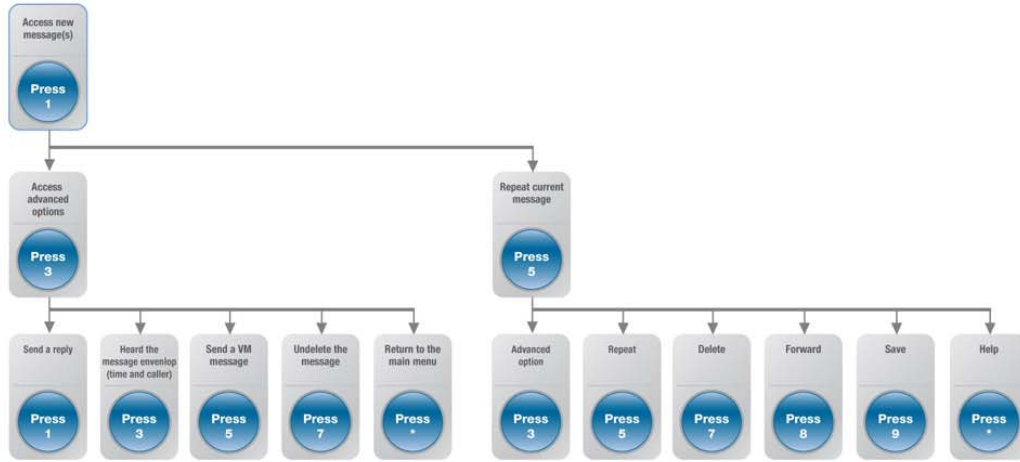 Access new
message(s)
Press
1
Access
advanced
options
Press
3
Repeat current
message
Press
5
Send a reply
Press
1
Heard the
message envenlop
(time and caller)
Press
3
Send a VM
message
Press
5
Undelete the
message
Press
7
Return to the
main menu
Press
*
Advanced
option
Press
3
Repeat
Press
5
Delete
Press
7
Forward
Press
8
Save
Press
9
Help
Press
*